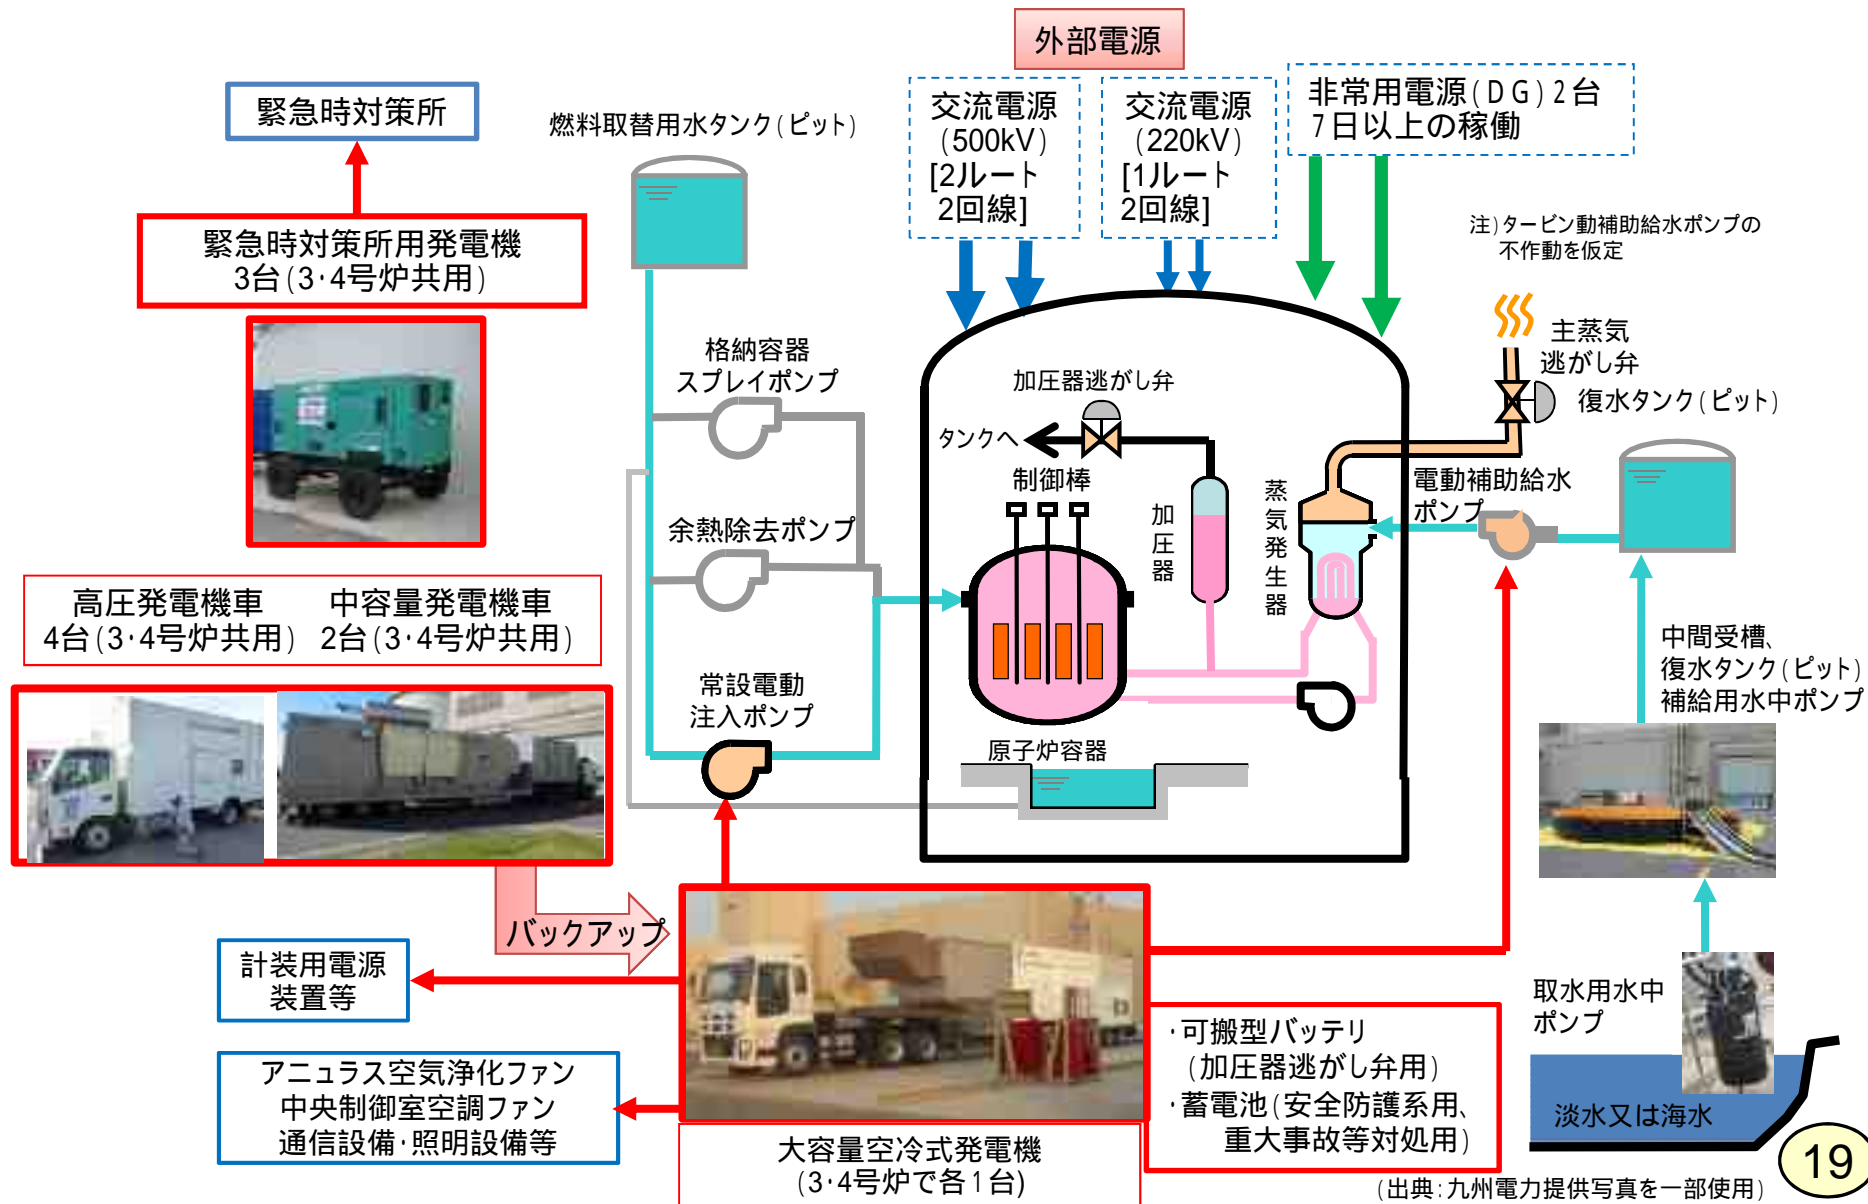 外部電源
緊急時対策所
燃料取替用水タンク(ピット)
交流電源
(500kV)
[2ルート
2回線]
交流電源
(220kV)
[1ルート
2回線]
非常用電源(DG)2台
7日以上の稼働
緊急時対策所用発電機
3台(3・4号炉共用)
注)タービン動補助給水ポンプの
不作動を仮定
格納容器
スプレイポンプ
加圧器逃がし弁
主蒸気
逃がし弁
復水タンク(ピット)
タンクへ
制御棒
加圧器
蒸気発生器
電動補助給水
ポンプ
余熱除去ポンプ
高圧発電機車
4台(3・4号炉共用)
中容量発電機車
2台(3・4号炉共用)
常設電動
注入ポンプ
中間受槽、
復水タンク(ピット)
補給用水中ポンプ
原子炉容器
バックアップ
計装用電源
装置等
取水用水中
ポンプ
・可搬型バッテリ
(加圧器逃がし弁用)
・蓄電池(安全防護系用、
重大事故等対処用)
アニュラス空気浄化ファン
中央制御室空調ファン
通信設備・照明設備等
淡水又は海水
大容量空冷式発電機
(3・4号炉で各1台)
(出典:九州電力提供写真を一部使用)
19